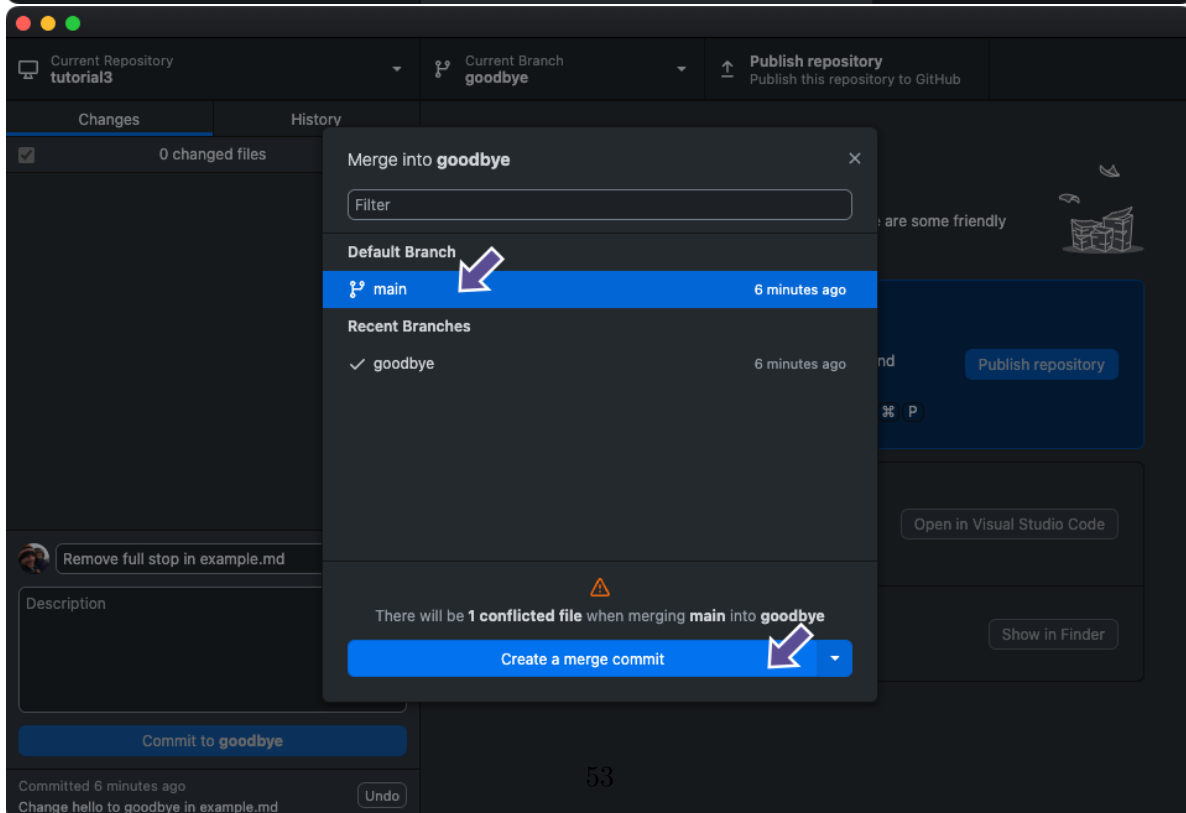 Current Repository
tutorial3
Current Branch
goodbye
Publish repository
Publish this repository to GitHub
Changes
History
0 changed files
Merge into goodbye
Filter
are some friendly
Default Branch
main
6 minutes ago
Recent Branches
goodbye
6 minutes ago
nd
Publish repository
⌘ P
Open in Visual Studio Code
Remove full stop in example.md
Description
There will be 1 conflicted file when merging main into goodbye
Show in Finder
Create a merge commit
Commit to goodbye
53
Committed 6 minutes ago
Change hello to goodbye in example.md
Undo